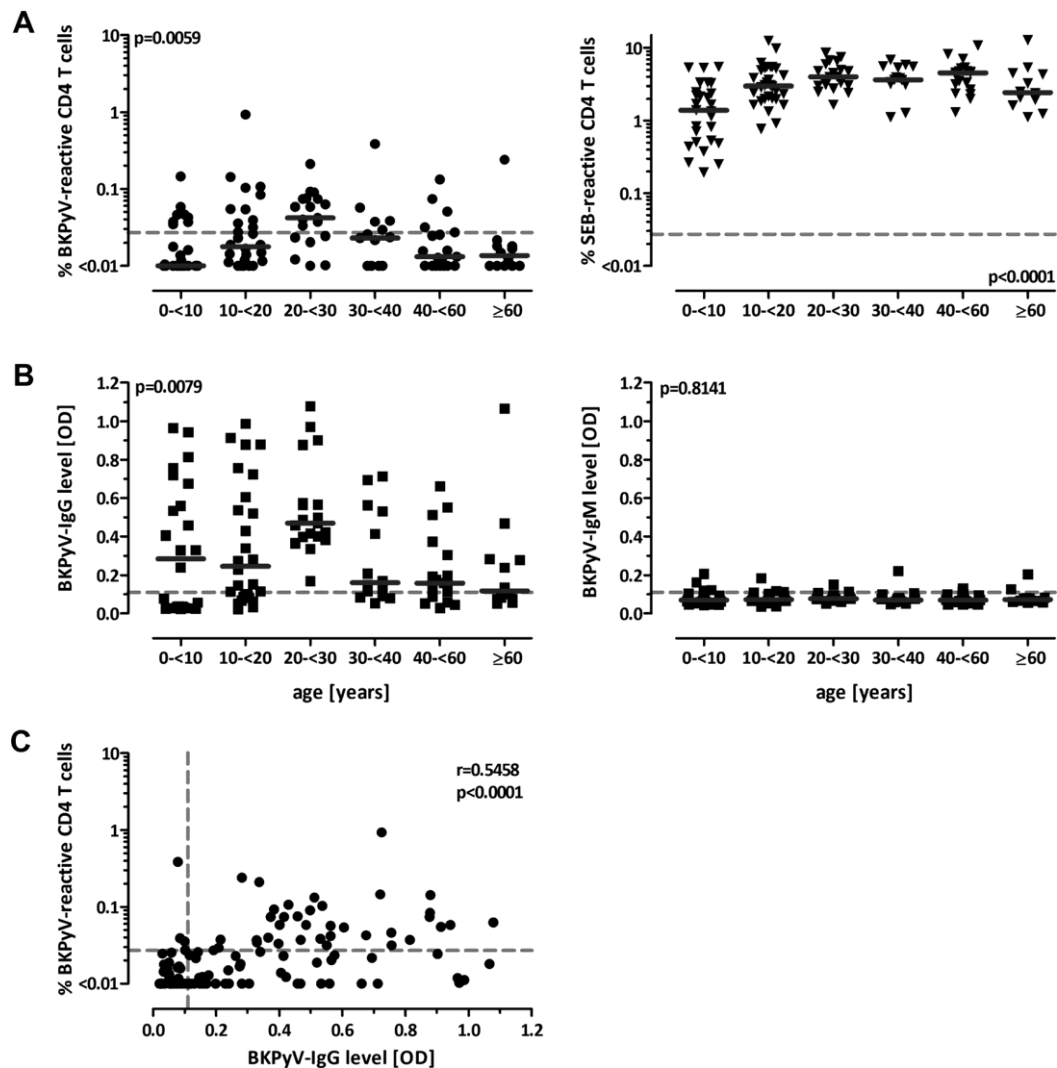 A
p=0.0059
% BKPyV-reactive CD4 T cells
10
1
0.1
<0.01
0-<10 10-<20 20-<30 30-<40 40-<60 ≥60
% SEB-reactive CD4 T cells
10
1
0.1
<0.01
p<0.0001
0-<10 10-<20 20-<30 30-<40 40-<60 ≥60
B
p=0.0079
BKPyV-IgG level [OD]
1.2
1.0
0.8
0.6
0.4
0.2
0.0
0-<10 10-<20 20-<30 30-<40 40-<60 ≥60
age [years]
p=0.8141
BKPyV-IgM level [OD]
1.2
1.0
0.8
0.6
0.4
0.2
0.0
0-<10 10-<20 20-<30 30-<40 40-<60 ≥60
age [years]
C
% BKPyV-reactive CD4 T cells
10
1
0.1
<0.01
r=0.5458
p<0.0001
0.0 0.2 0.4 0.6 0.8 1.0 1.2
BKPyV-IgG level [OD]